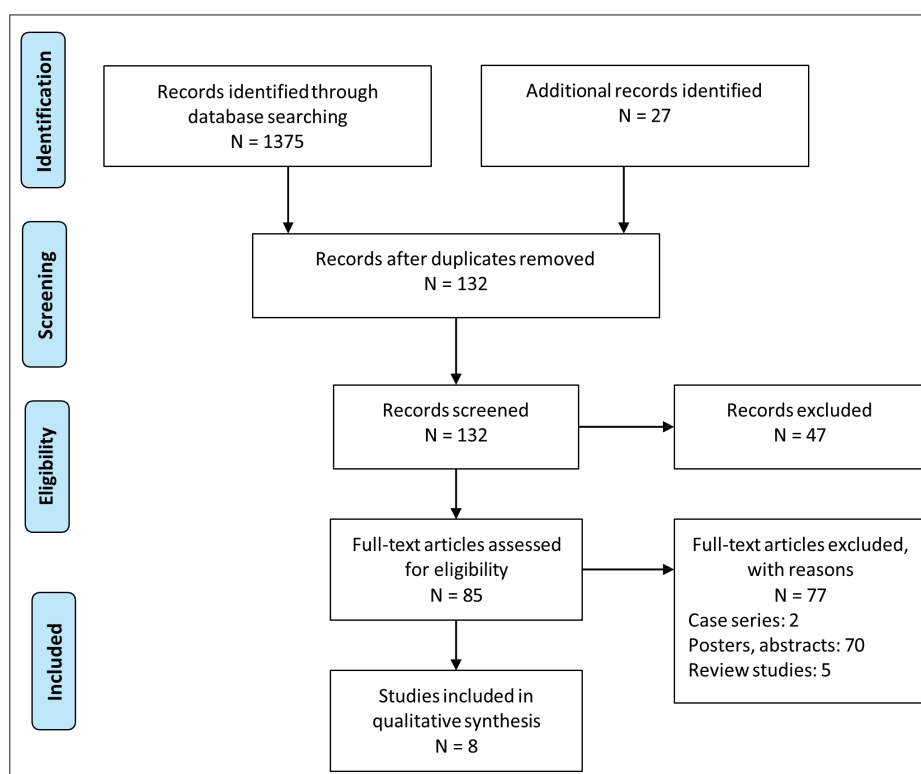 Identification
Records identified through
database searching
N = 1375
Additional records identified
N = 27
Screening
Records after duplicates removed
N = 132
Eligibility
Records screened
N = 132
Records excluded
N = 47
Full-text articles assessed
for eligibility
N = 85
Full-text articles excluded,
with reasons
N = 77
Case series: 2
Posters, abstracts: 70
Review studies: 5
Included
Studies included in
qualitative synthesis
N = 8